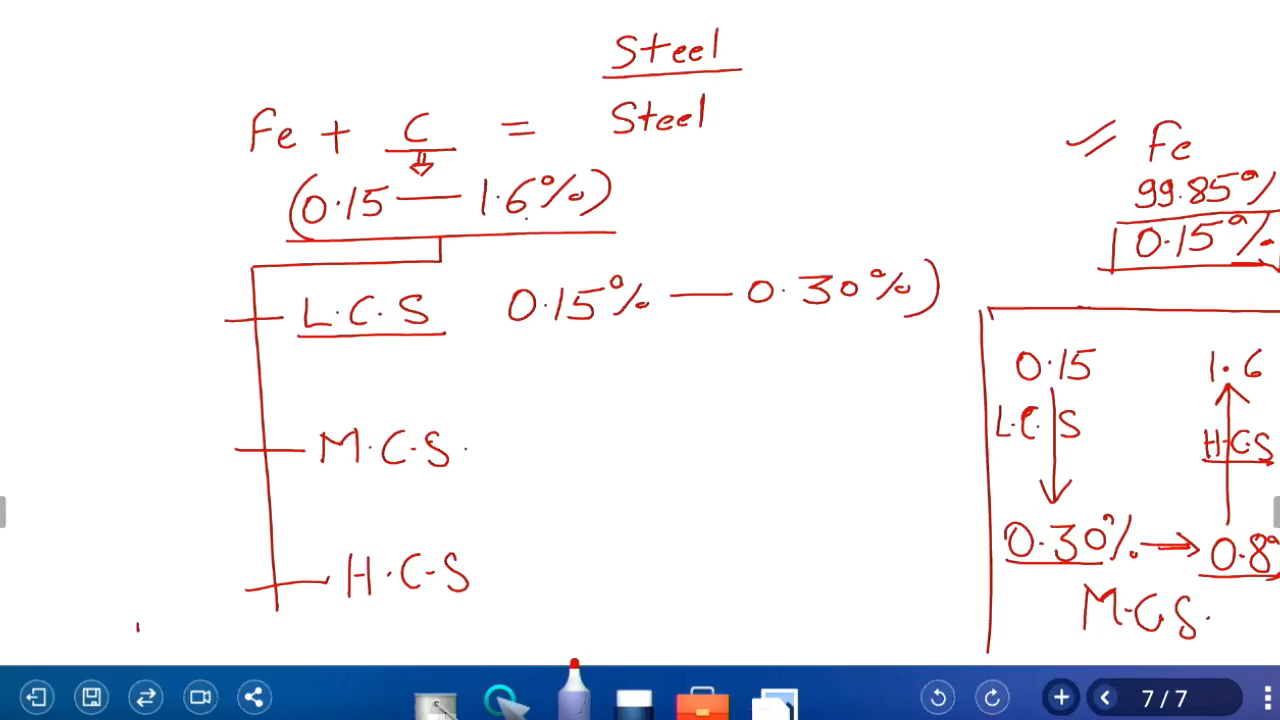 Steel
Fe + C = Steel
(0.15 — 1.6%)
L.C.S 0.15% — 0.30%)
M.C.S.
H.C-S
Fe
99.85%
0.15%
0.15 1.6
L.C.S H.C.S
0.30% → 0.8%
M.C.S.
7/7